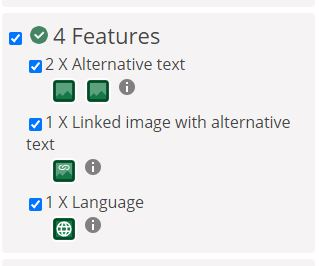 4 Features
2 X Alternative text
1 X Linked image with alternative
text
1 X Language